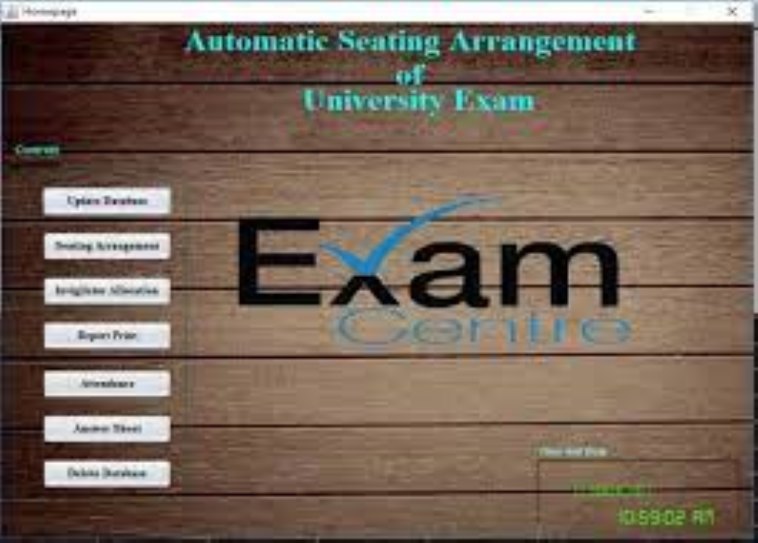 Homepage
Automatic Seating Arrangement
of
University Exam
Controls
Update Database
Seating Arrangement
Invigilator Allocation
Report Print
Attendance
Answer Sheet
Delete Database
Exam
Centre
Time And Date
10:59:02 AM